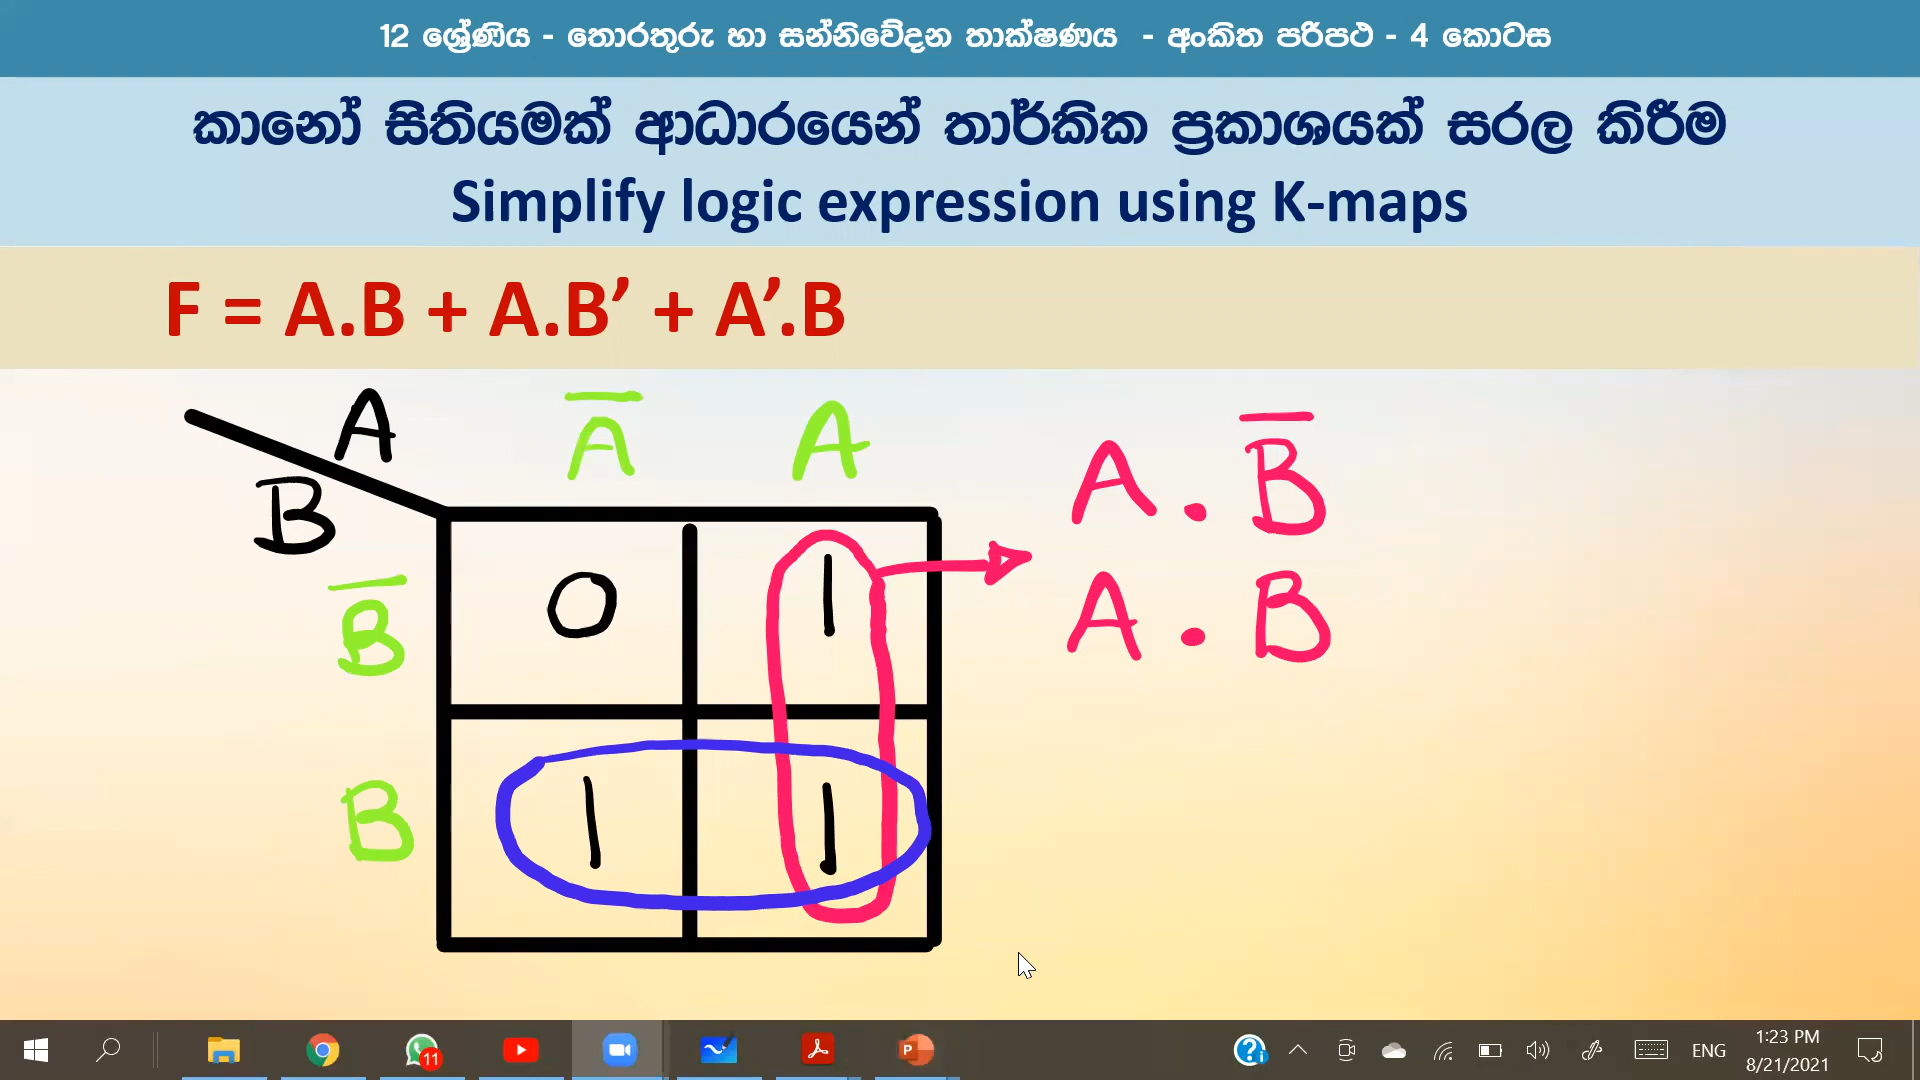 12 ශ්‍රේණිය - තොරතුරු හා සන්නිවේදන තාක්ෂණය - අංකිත පරිපථ - 4 කොටස
කානෝ සිතියමක් ආධාරයෙන් තාර්කික ප්‍රකාශයක් සරල කිරීම
Simplify logic expression using K-maps
F = A.B + A.B’ + A’.B
A
B
A̅ A
B̅ 0 1
B 1 1
A . B̅
A . B
11
ENG
1:23 PM
8/21/2021